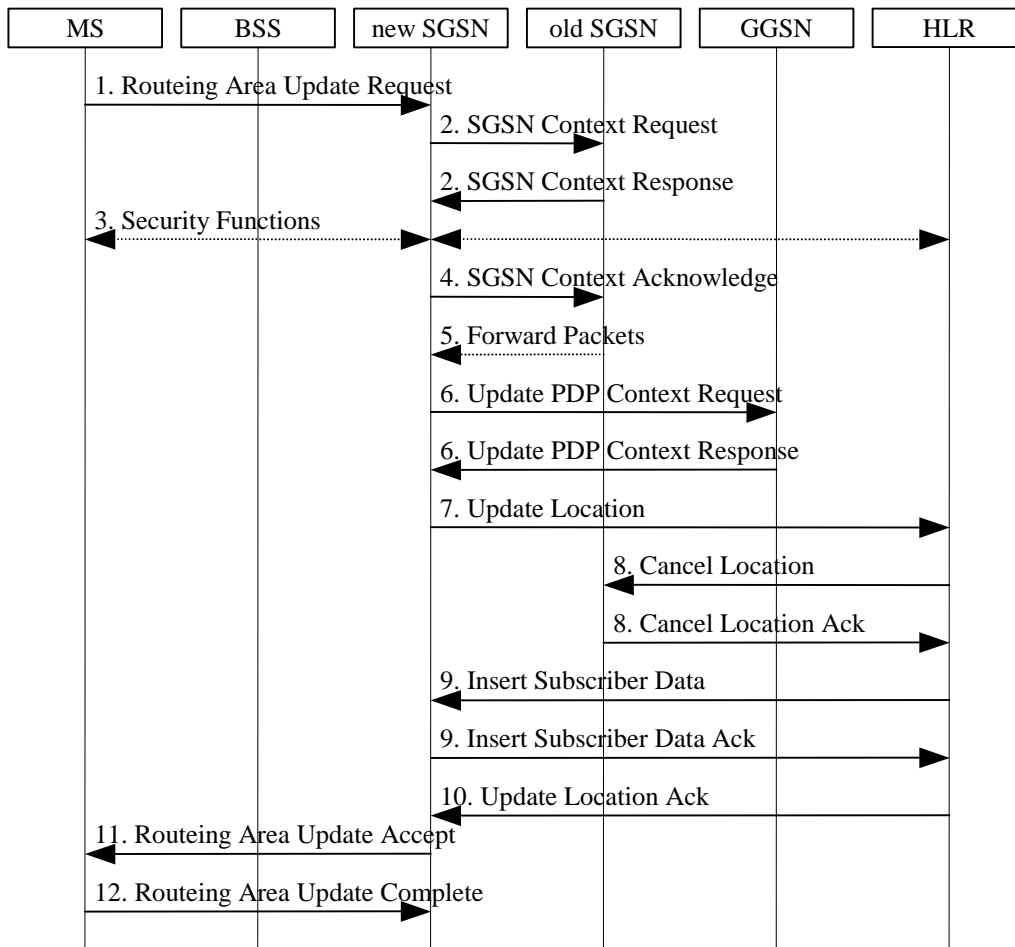 MS
BSS
new SGSN
old SGSN
GGSN
HLR
1. Routeing Area Update Request
2. SGSN Context Request
2. SGSN Context Response
3. Security Functions
4. SGSN Context Acknowledge
5. Forward Packets
6. Update PDP Context Request
6. Update PDP Context Response
7. Update Location
8. Cancel Location
8. Cancel Location Ack
9. Insert Subscriber Data
9. Insert Subscriber Data Ack
10. Update Location Ack
11. Routeing Area Update Accept
12. Routeing Area Update Complete